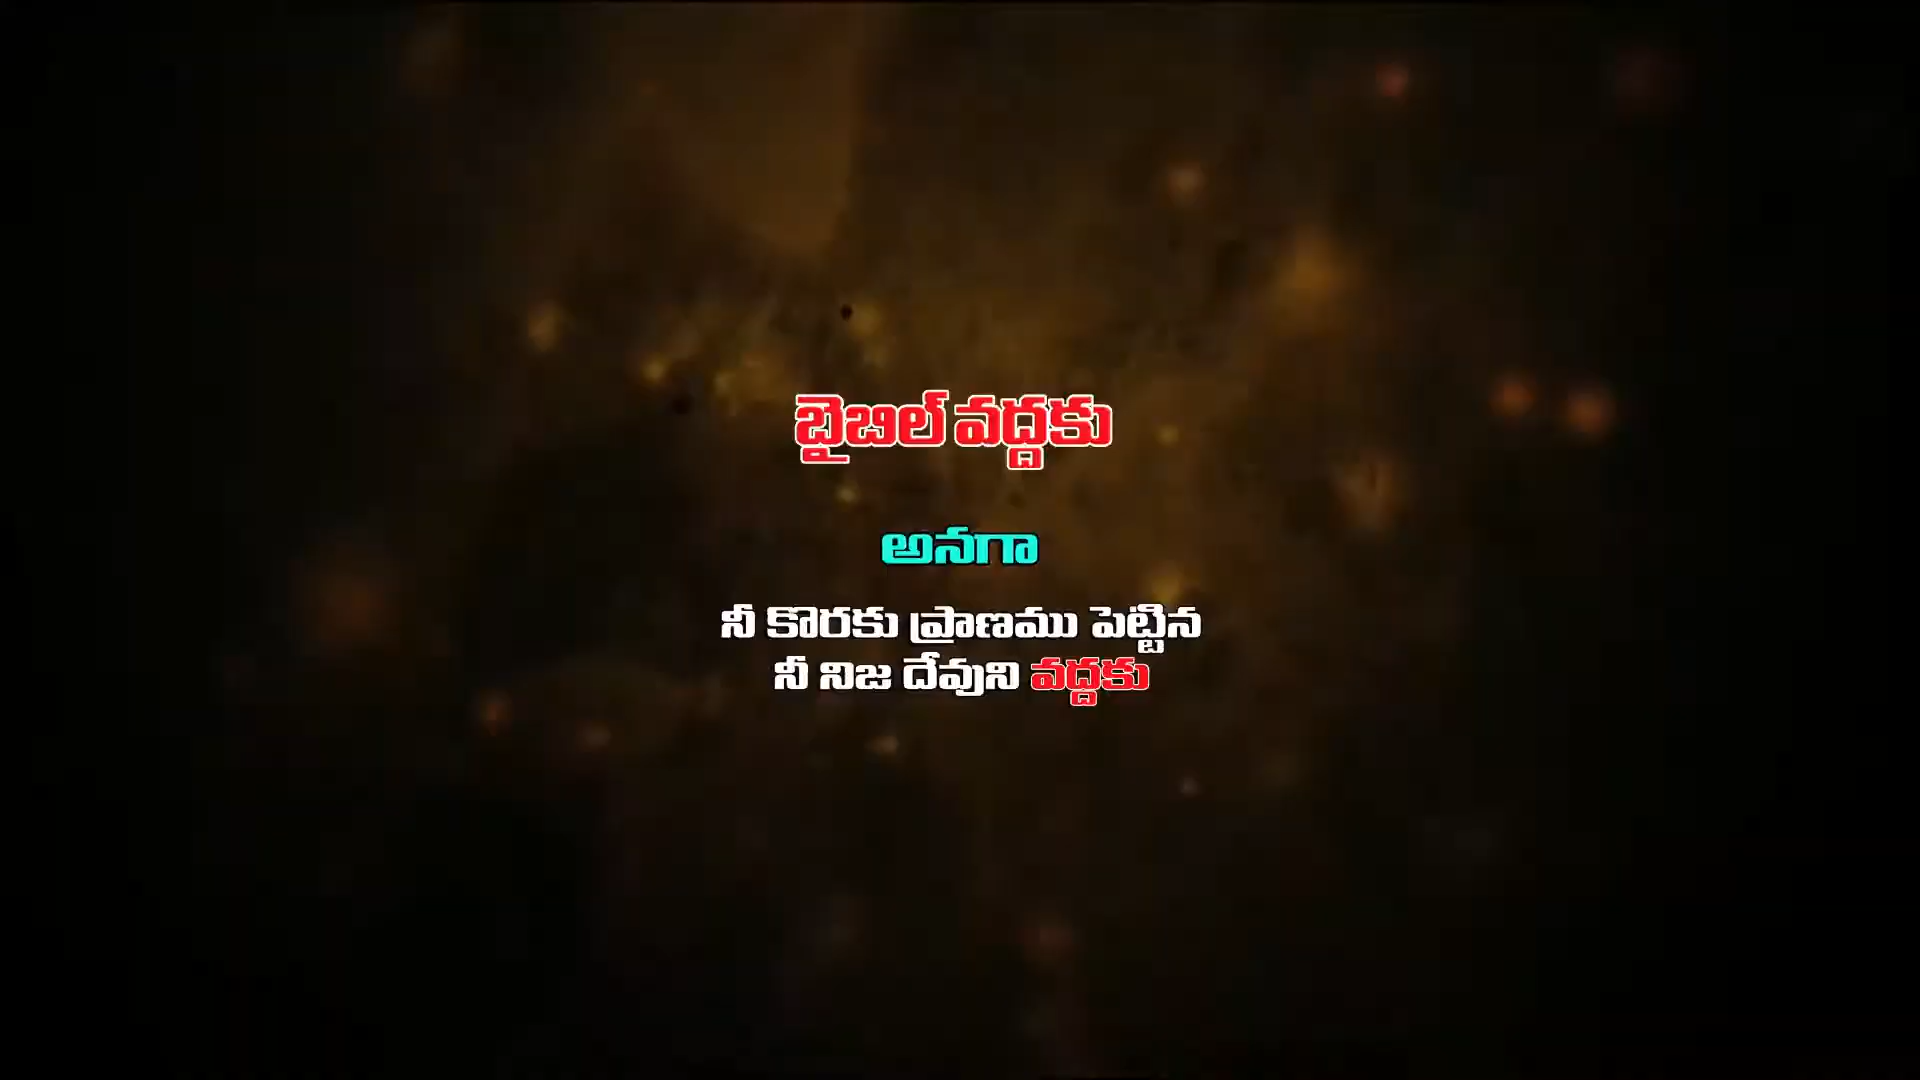 బైబిల్ వద్దకు
అనగా
నీ కొరకు ప్రాణము పెట్టిన
నీ నిజ దేవుని వద్దకు